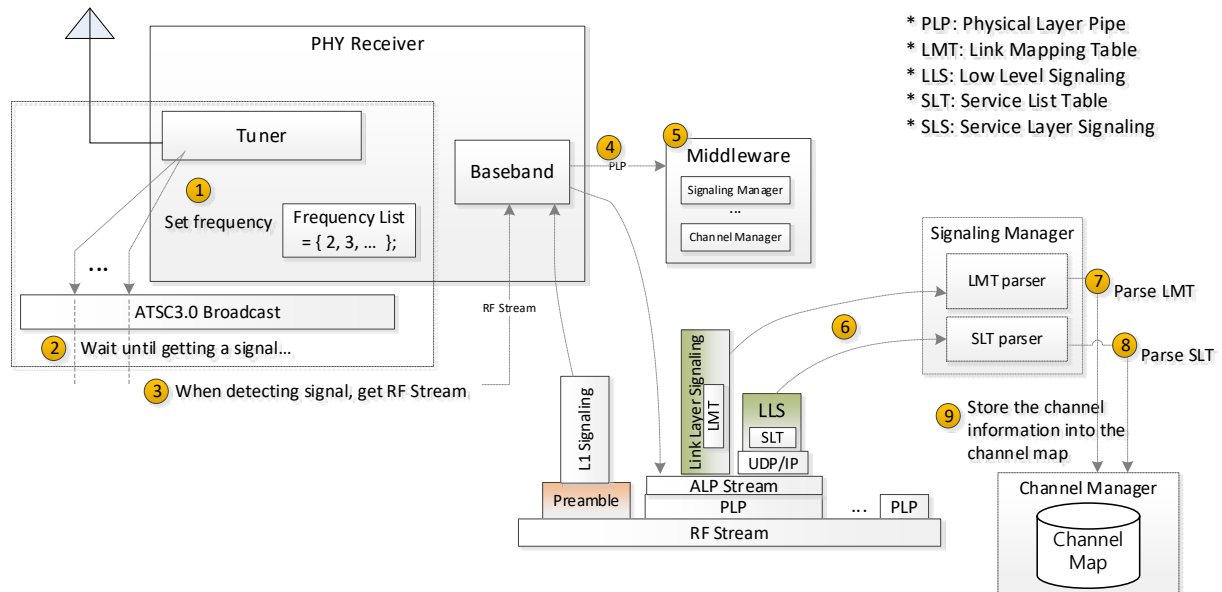 PHY Receiver
* PLP: Physical Layer Pipe
* LMT: Link Mapping Table
* LLS: Low Level Signaling
* SLT: Service List Table
* SLS: Service Layer Signaling
Tuner
1
Set frequency
Frequency List
= { 2, 3, ... };
Baseband
4
PLP
5
Middleware
Signaling Manager
...
Channel Manager
...
ATSC3.0 Broadcast
RF Stream
2
Wait until getting a signal...
3
When detecting signal, get RF Stream
Signaling Manager
LMT parser
7
Parse LMT
6
SLT parser
8
Parse SLT
L1 Signaling
Link Layer Signaling
LMT
LLS
SLT
UDP/IP
9
Store the channel
information into the
channel map
Preamble
ALP Stream
PLP
...
PLP
RF Stream
Channel Manager
Channel
Map